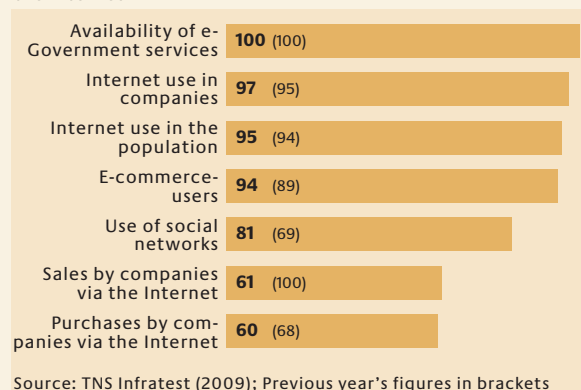 Availability of e-
Government services
100 (100)
Internet use in
companies
97 (95)
Internet use in the
population
95 (94)
E-commerce-
users
94 (89)
Use of social
networks
81 (69)
Sales by companies
via the Internet
61 (100)
Purchases by com-
panies via the Internet
60 (68)
Source: TNS Infratest (2009); Previous year's figures in brackets